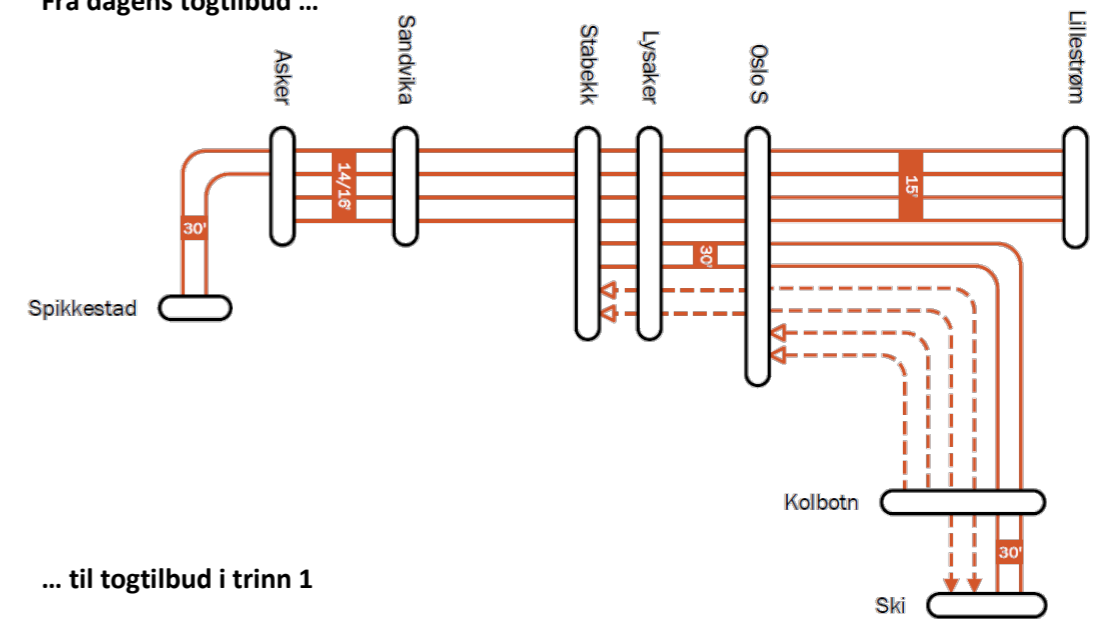 Fra dagens togtilbud ...
Asker
Sandvika
Stabekk
Lysaker
Oslo S
Lillestrøm
14/16'
15'
30'
30'
Spikkestad
Kolbotn
30'
... til togtilbud i trinn 1
Ski